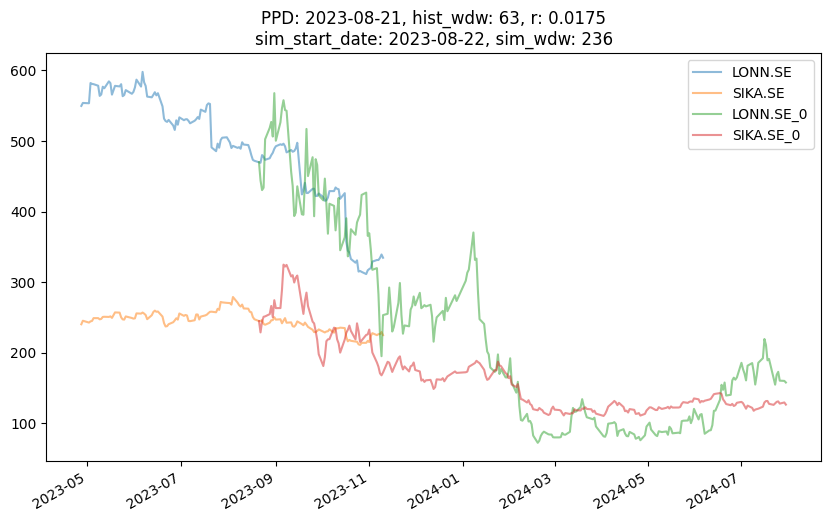 PPD: 2023-08-21, hist_wdw: 63, r: 0.0175
sim_start_date: 2023-08-22, sim_wdw: 236
LONN.SE
SIKA.SE
LONN.SE_0
SIKA.SE_0
600
500
400
300
200
100
2023-05
2023-07
2023-09
2023-11
2024-01
2024-03
2024-05
2024-07